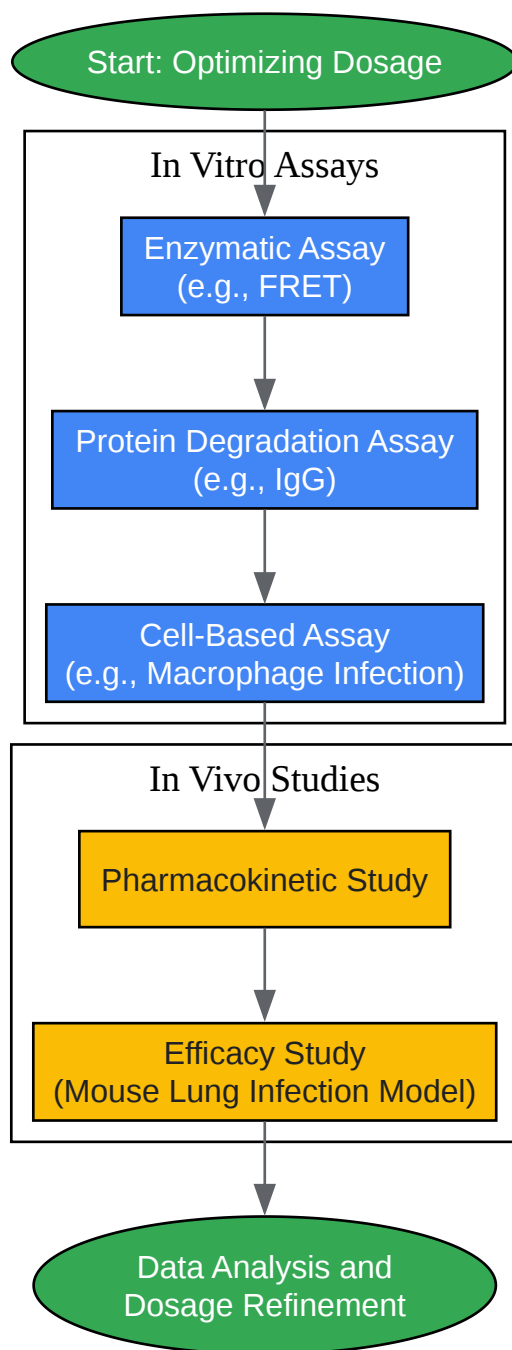 Start: Optimizing Dosage
In Vitro Assays
Enzymatic Assay
(e.g., FRET)
Protein Degradation Assay
(e.g., IgG)
Cell-Based Assay
(e.g., Macrophage Infection)
In Vivo Studies
Pharmacokinetic Study
Efficacy Study
(Mouse Lung Infection Model)
Data Analysis and
Dosage Refinement